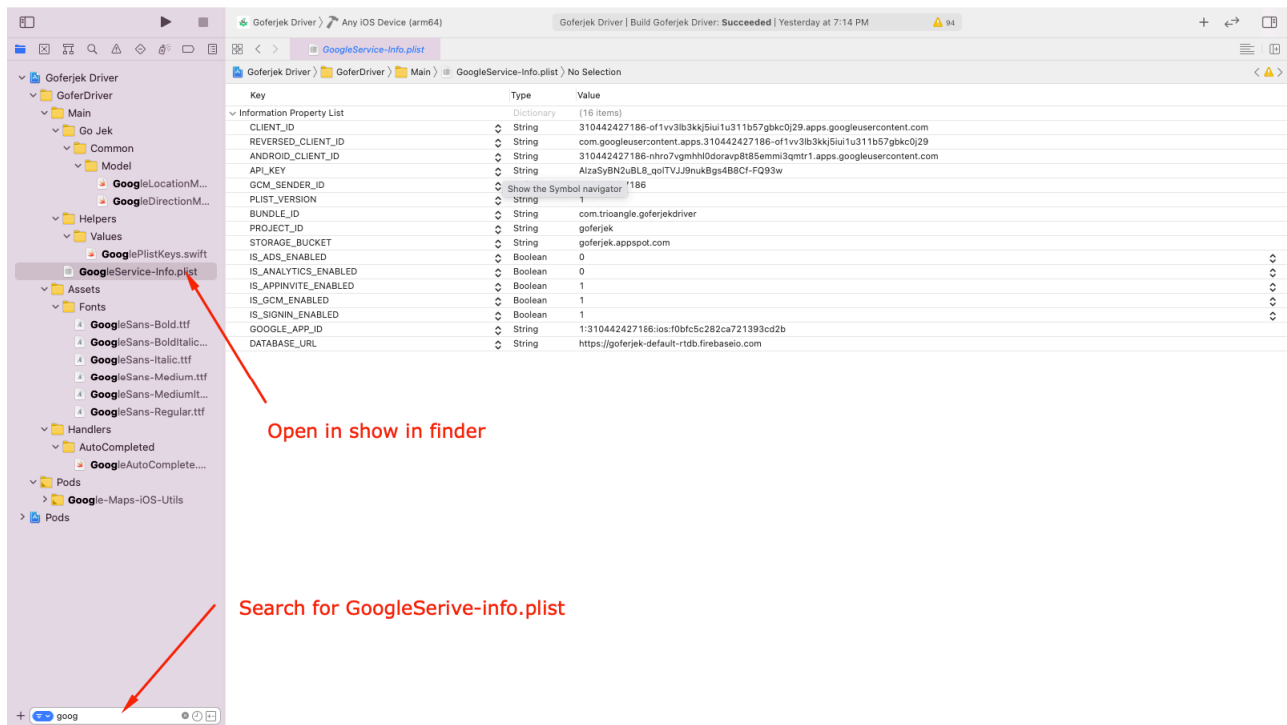 Goferjek Driver 〉 Any iOS Device (arm64)
Goferjek Driver | Build Goferjek Driver: Succeeded | Yesterday at 7:14 PM
94
GoogleService-Info.plist
Goferjek Driver 〉 GoferDriver 〉 Main 〉 GoogleService-Info.plist 〉 No Selection
Goferjek Driver
GoferDriver
Main
Go Jek
Common
Model
GoogleLocationM...
GoogleDirectionM...
Helpers
Values
GooglePlistKeys.swift
GoogleService-Info.plist
Assets
Fonts
GoogleSans-Bold.ttf
GoogleSans-BoldItalic...
GoogleSans-Italic.ttf
GoogleSans-Medium.ttf
GoogleSans-MediumIt...
GoogleSans-Regular.ttf
Handlers
AutoCompleted
GoogleAutoComplete....
Pods
Google-Maps-iOS-Utils
Pods
goog
Key Type Value
Information Property List Dictionary (16 items)
CLIENT_ID String 310442427186-of1vv3lb3kkj5iui1u311b57gbkc0j29.apps.googleusercontent.com
REVERSED_CLIENT_ID String com.googleusercontent.apps.310442427186-of1vv3lb3kkj5iui1u311b57gbkc0j29
ANDROID_CLIENT_ID String 310442427186-nhro7vgmhhl0doravp8t85emmi3qmtr1.apps.googleusercontent.com
API_KEY String AIzaSyBN2uBL8_qoITVJJ9nukBgs4B8Cf-FQ93w
GCM_SENDER_ID 7186
Show the Symbol navigator
PLIST_VERSION String 1
BUNDLE_ID String com.trioangle.goferjekdriver
PROJECT_ID String goferjek
STORAGE_BUCKET String goferjek.appspot.com
IS_ADS_ENABLED Boolean 0
IS_ANALYTICS_ENABLED Boolean 0
IS_APPINVITE_ENABLED Boolean 1
IS_GCM_ENABLED Boolean 1
IS_SIGNIN_ENABLED Boolean 1
GOOGLE_APP_ID String 1:310442427186:ios:f0bfc5c282ca721393cd2b
DATABASE_URL String https://goferjek-default-rtdb.firebaseio.com
Open in show in finder
Search for GoogleSerive-info.plist